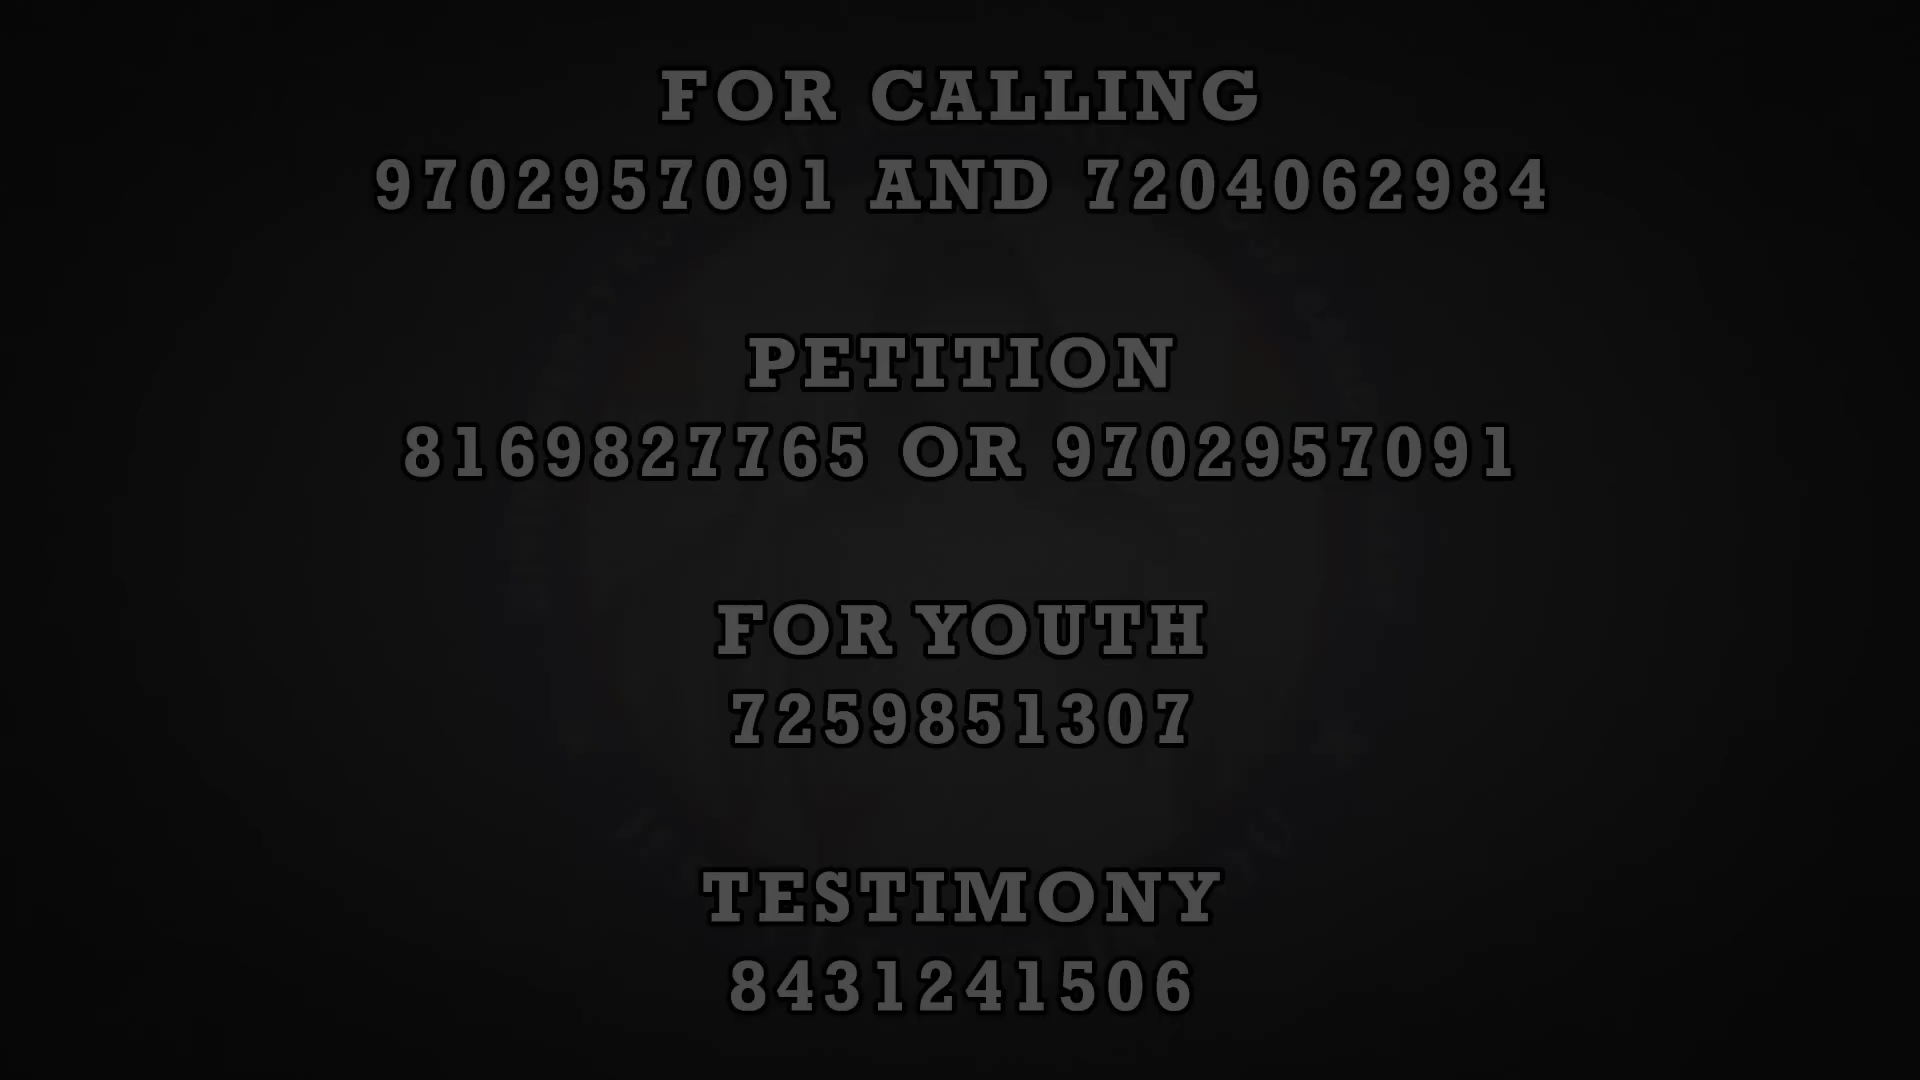 FOR CALLING
9702957091 AND 7204062984
PETITION
8169827765 OR 9702957091
FOR YOUTH
7259851307
TESTIMONY
8431241506